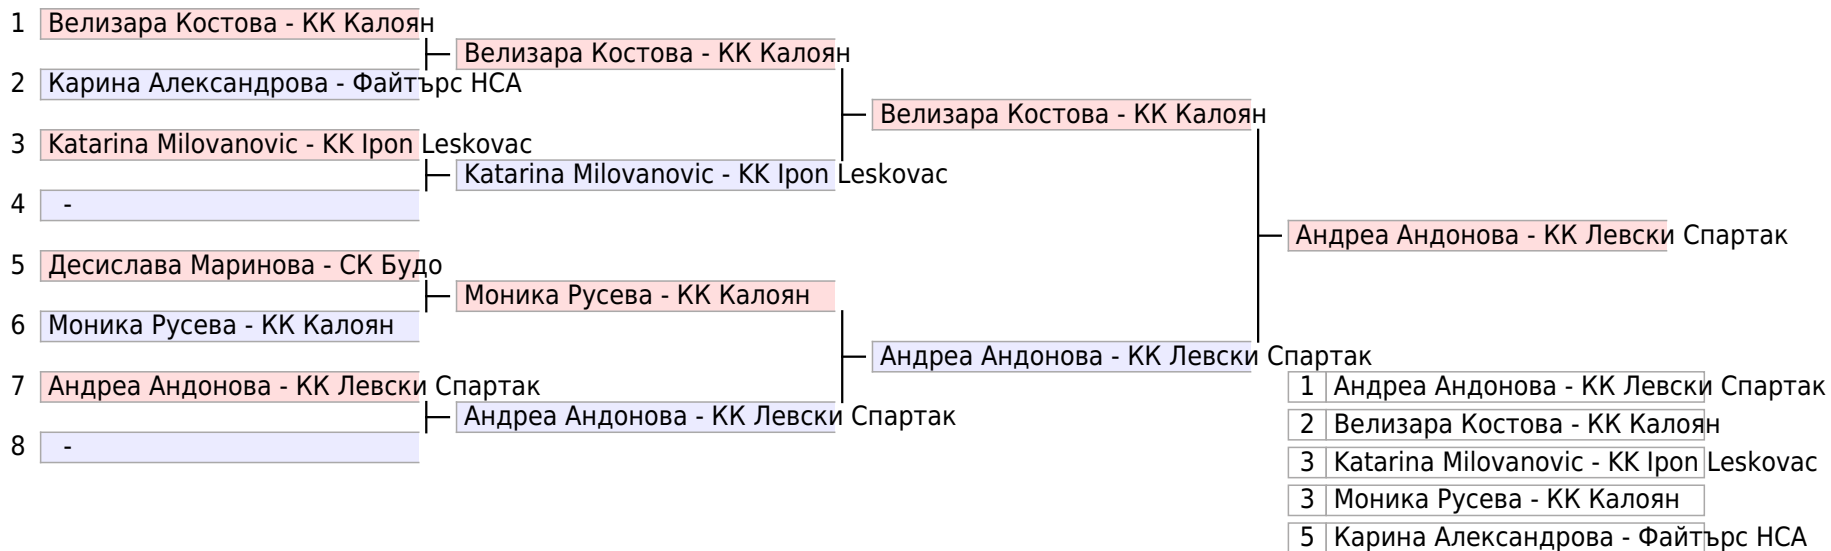 1 Велизара Костова - КК Калоян
Велизара Костова - КК Калоян
2 Карина Александрова - Файтърс НСА
Велизара Костова - КК Калоян
3 Katarina Milovanovic - KK Ipon Leskovac
Katarina Milovanovic - KK Ipon Leskovac
4 -
Андреа Андонова - КК Левски Спартак
5 Десислава Маринова - СК Будо
Моника Русева - КК Калоян
6 Моника Русева - КК Калоян
Андреа Андонова - КК Левски Спартак
7 Андреа Андонова - КК Левски Спартак
Андреа Андонова - КК Левски Спартак
8 -
1 Андреа Андонова - КК Левски Спартак
2 Велизара Костова - КК Калоян
3 Katarina Milovanovic - KK Ipon Leskovac
3 Моника Русева - КК Калоян
5 Карина Александрова - Файтърс НСА